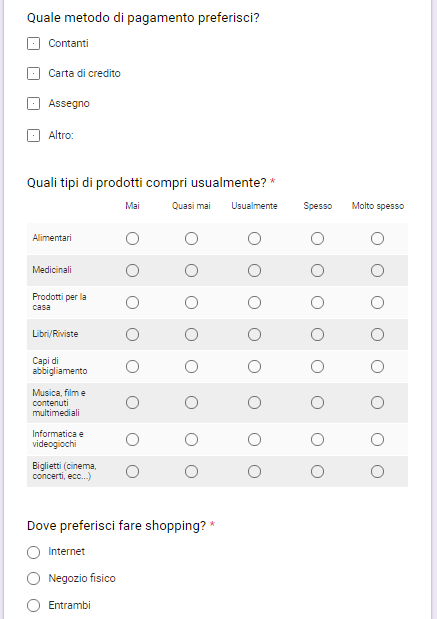 Quale metodo di pagamento preferisci?
Contanti
Carta di credito
Assegno
Altro:
Quali tipi di prodotti compri usualmente? *
Mai Quasi mai Usualmente Spesso Molto spesso
Alimentari
Medicinali
Prodotti per la
casa
Libri/Riviste
Capi di
abbigliamento
Musica, film e
contenuti
multimediali
Informatica e
videogiochi
Biglietti (cinema,
concerti, ecc...)
Dove preferisci fare shopping? *
Internet
Negozio fisico
Entrambi